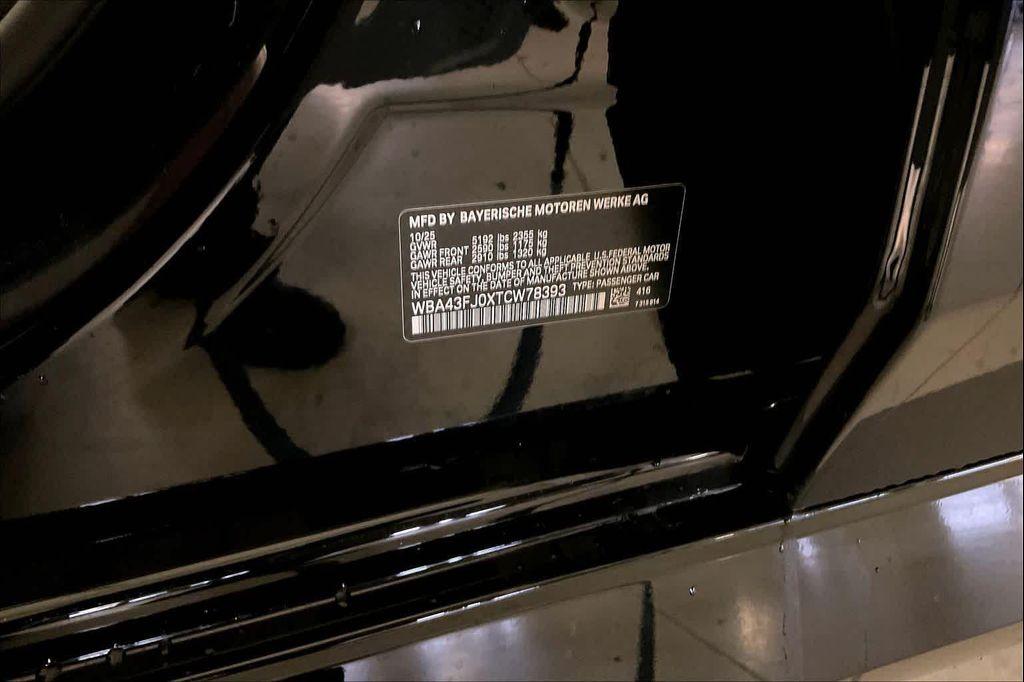 MFD BY BAYERISCHE MOTOREN WERKE AG
10/25
GVWR 5192 lbs 2355 kg
GAWR FRONT 2590 lbs 1175 kg
GAWR REAR 2910 lbs 1320 kg
THIS VEHICLE CONFORMS TO ALL APPLICABLE U.S. FEDERAL MOTOR
VEHICLE SAFETY, BUMPER AND THEFT PREVENTION STANDARDS
IN EFFECT ON THE DATE OF MANUFACTURE SHOWN ABOVE.
WBA43FJ0XTCW78393 TYPE: PASSENGER CAR
416
7319814